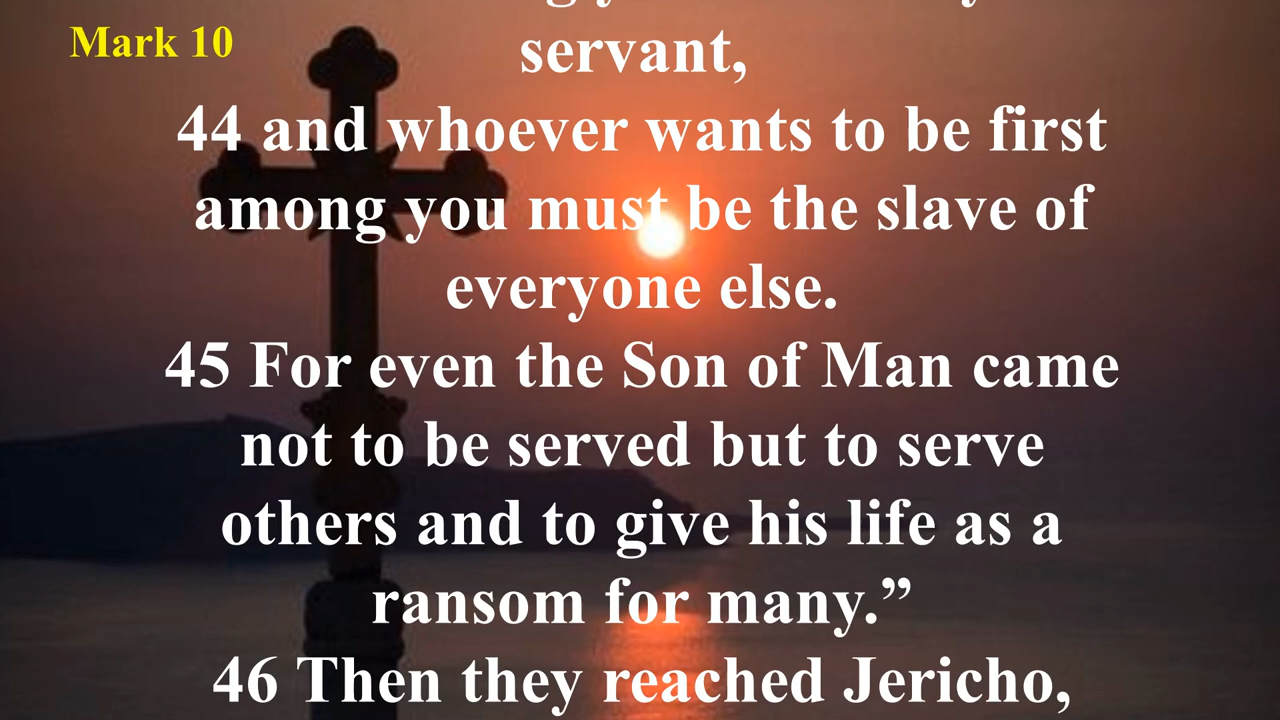 Mark 10
servant,
44 and whoever wants to be first
among you must be the slave of
everyone else.
45 For even the Son of Man came
not to be served but to serve
others and to give his life as a
ransom for many.”
46 Then they reached Jericho,